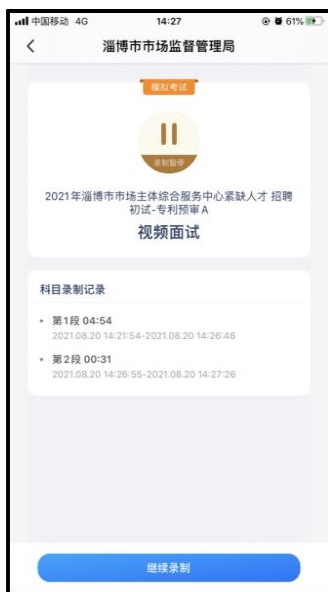 中国移动 4G 14:27 61%
淄博市市场监督管理局
模拟考试
录制暂停
2021年淄博市市场主体综合服务中心紧缺人才 招聘
初试-专利预审 A
视频面试
科目录制记录
• 第1段 04:54
2021.08.20 14:21:54-2021.08.20 14:26:48
• 第2段 00:31
2021.08.20 14:26:55-2021.08.20 14:27:26
继续录制